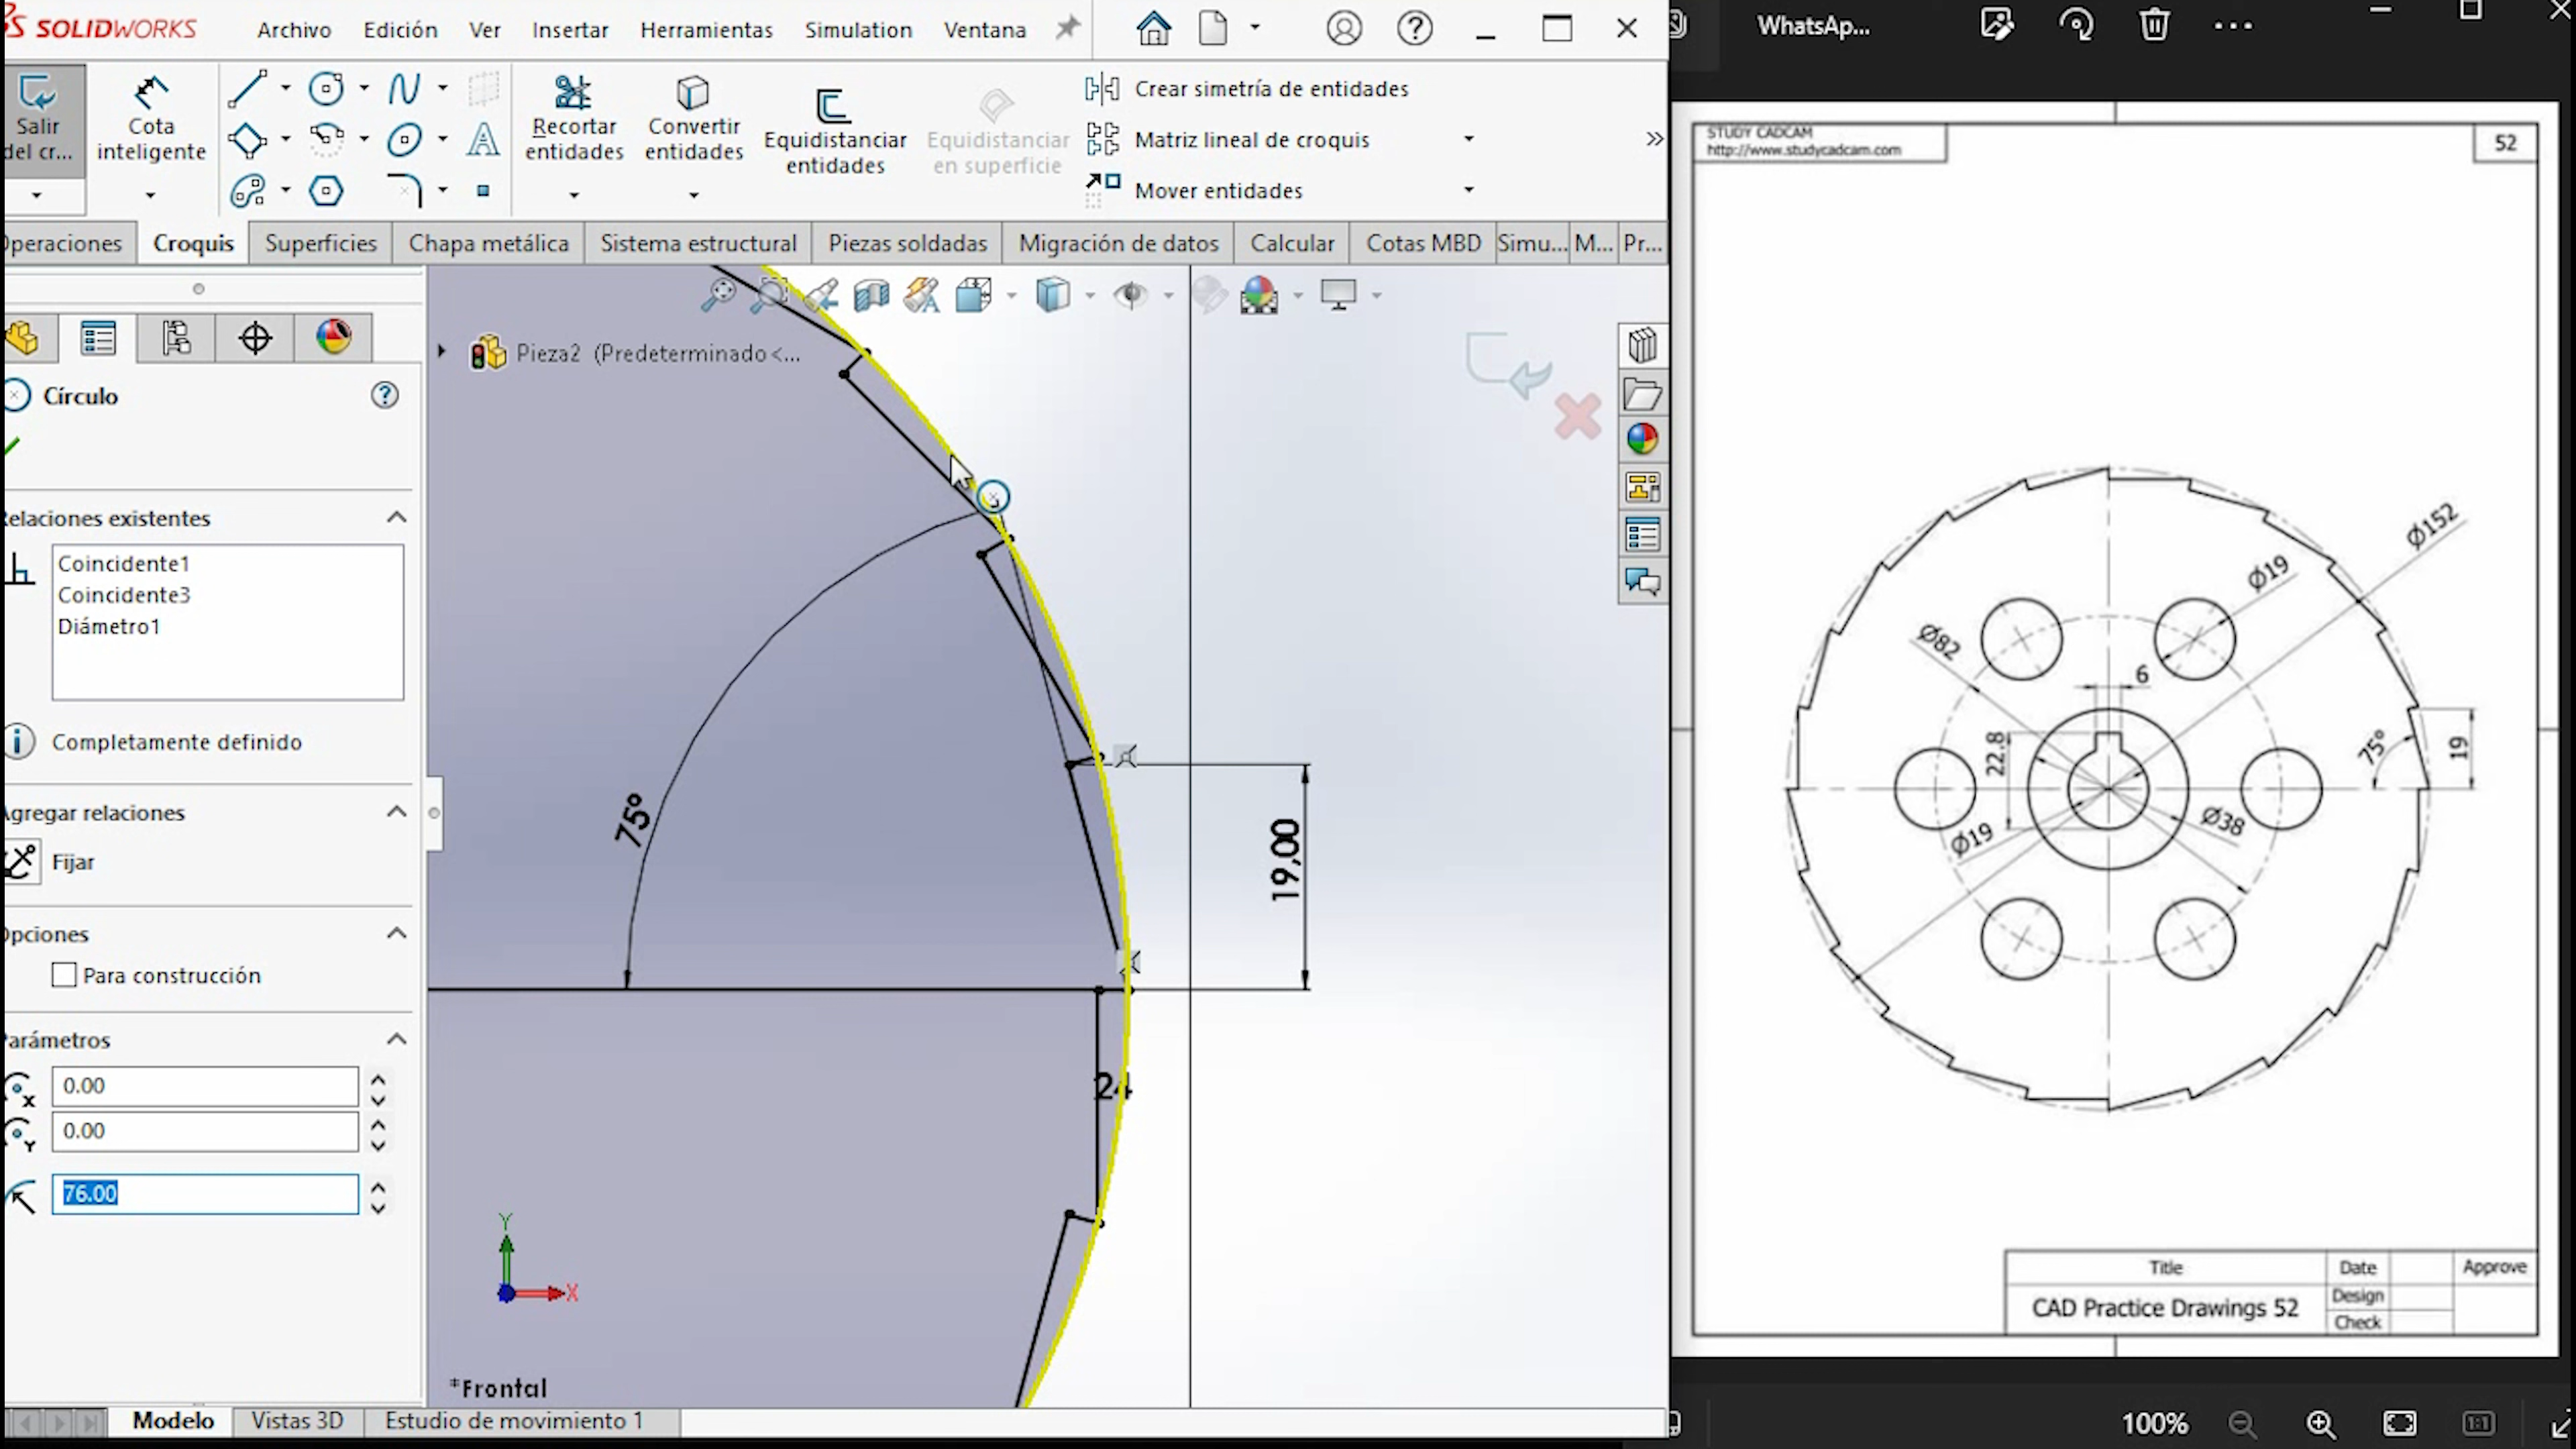 SOLIDWORKS
Archivo Edición Ver Insertar Herramientas Simulation Ventana
Salir del cr...
Cota inteligente
Recortar entidades
Convertir entidades
Equidistanciar entidades
Equidistanciar en superficie
Crear simetría de entidades
Matriz lineal de croquis
Mover entidades
Operaciones Croquis Superficies Chapa metálica Sistema estructural Piezas soldadas Migración de datos Calcular Cotas MBD Simu... M... Pr...
Pieza2 (Predeterminado <...
Círculo
Relaciones existentes
Coincidente1
Coincidente3
Diámetro1
Completamente definido
Agregar relaciones
Fijar
Opciones
Para construcción
Parámetros
0.00
0.00
76.00
75°
19,00
24
Y
X
*Frontal
Modelo Vistas 3D Estudio de movimiento 1
WhatsAp...
STUDY CADCAM
http://www.studycadcam.com
52
Ø152
Ø19
Ø82
6
22.8
75°
19
Ø38
Ø19
Title Date Approve
CAD Practice Drawings 52
Design
Check
100%
1:1